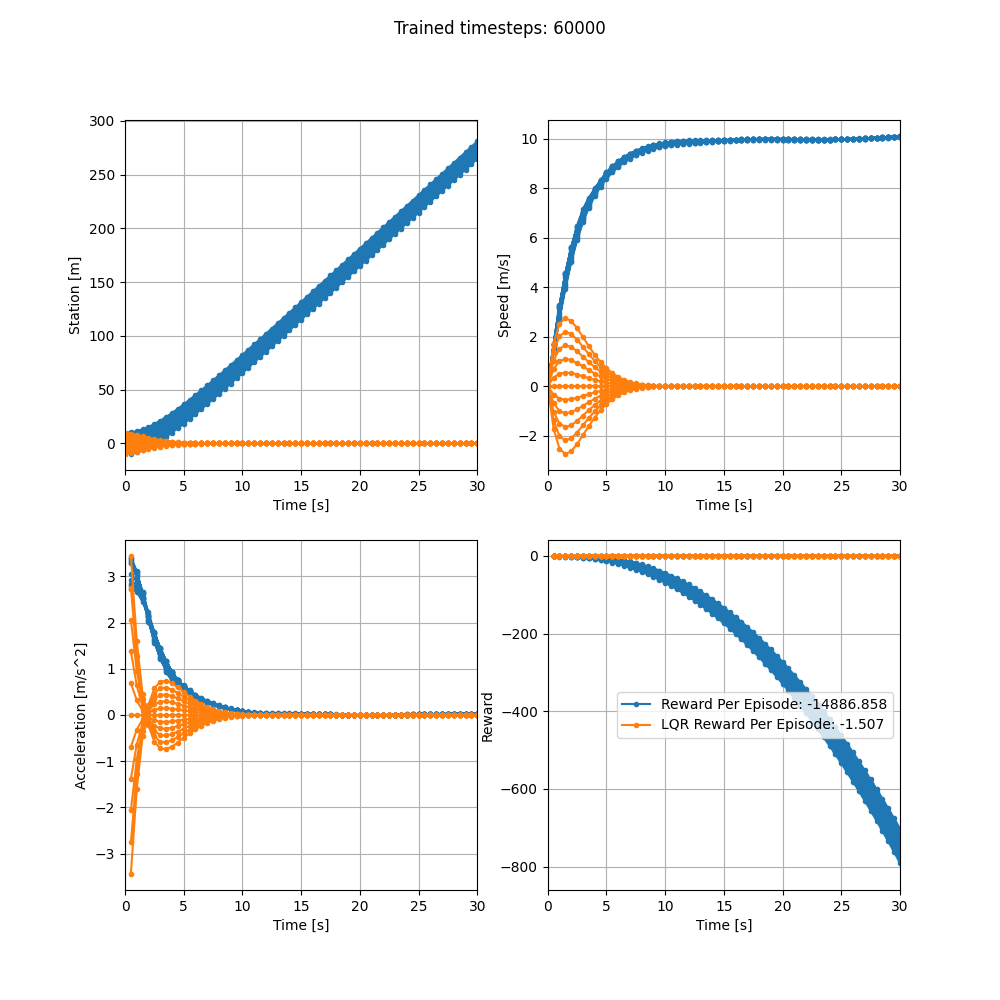 Trained timesteps: 60000
300
250
200
150
100
50
0
Station [m]
0 5 10 15 20 25 30
Time [s]
10
8
6
4
2
0
−2
Speed [m/s]
0 5 10 15 20 25 30
Time [s]
3
2
1
0
−1
−2
−3
Acceleration [m/s^2]
0 5 10 15 20 25 30
Time [s]
0
−200
−400
−600
−800
Reward
Reward Per Episode: -14886.858
LQR Reward Per Episode: -1.507
0 5 10 15 20 25 30
Time [s]